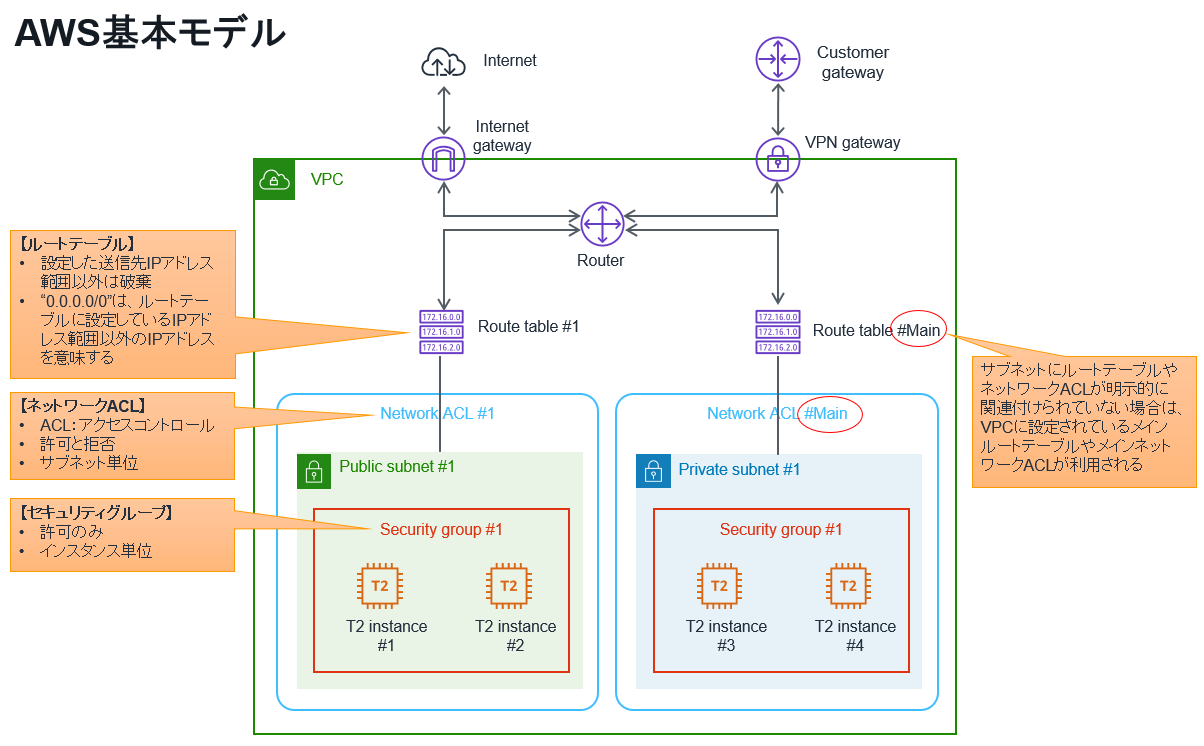 AWS基本モデル
Internet
Customer
gateway
Internet
gateway
VPN gateway
VPC
Router
【ルートテーブル】
• 設定した送信先IPアドレス
範囲以外は破棄
• “0.0.0.0/0”は、ルートテー
ブルに設定しているIPアド
レス範囲以外のIPアドレス
を意味する
172.16.0.0
172.16.1.0
172.16.2.0
Route table #1
172.16.0.0
172.16.1.0
172.16.2.0
Route table #Main
サブネットにルートテーブルや
ネットワークACLが明示的に
関連付けられていない場合は、
VPCに設定されているメイン
ルートテーブルやメインネット
ワークACLが利用される
【ネットワークACL】
• ACL：アクセスコントロール
• 許可と拒否
• サブネット単位
Network ACL #1
Network ACL #Main
Public subnet #1
Private subnet #1
【セキュリティグループ】
• 許可のみ
• インスタンス単位
Security group #1
Security group #1
T2
T2
T2
T2
T2 instance
#1
T2 instance
#2
T2 instance
#3
T2 instance
#4